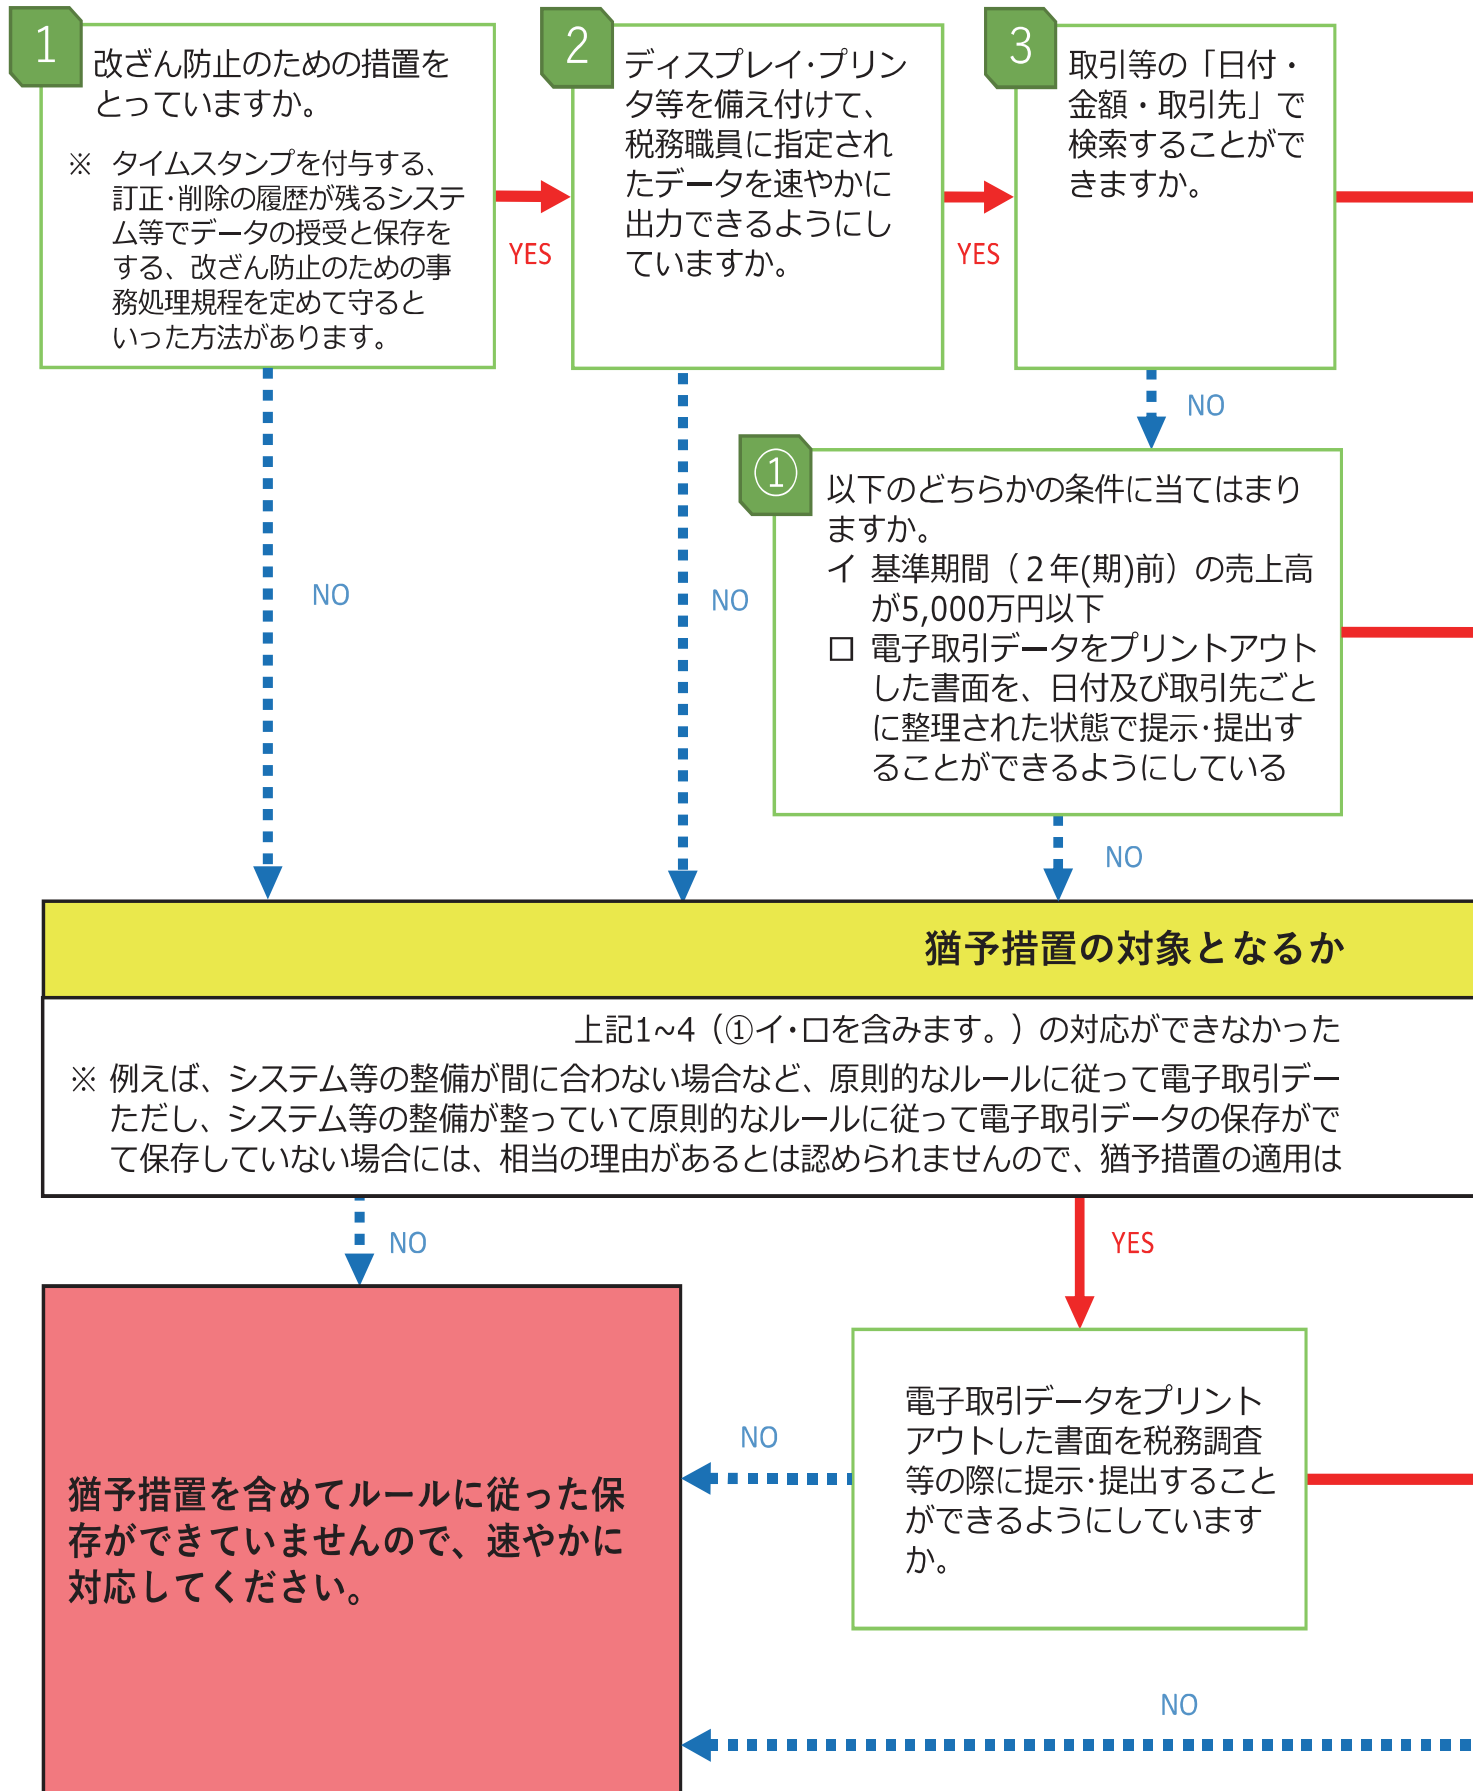 1
改ざん防止のための措置を
とっていますか。
※ タイムスタンプを付与する、
訂正･削除の履歴が残るシステ
ム等でデータの授受と保存を
する、改ざん防止のための事
務処理規程を定めて守ると
いった方法があります。
YES
2
ディスプレイ･プリン
タ等を備え付けて、
税務職員に指定され
たデータを速やかに
出力できるようにし
ていますか。
YES
3
取引等の「日付・
金額・取引先」で
検索することがで
きますか。
NO
①
以下のどちらかの条件に当てはまり
ますか。
イ 基準期間（２年(期)前）の売上高
が5,000万円以下
ロ 電子取引データをプリントアウト
した書面を、日付及び取引先ごと
に整理された状態で提示･提出す
ることができるようにしている
NO
NO
NO
猶予措置の対象となるか
上記1~4（①イ･ロを含みます。）の対応ができなかった
※ 例えば、システム等の整備が間に合わない場合など、原則的なルールに従って電子取引デー
ただし、システム等の整備が整っていて原則的なルールに従って電子取引データの保存がで
て保存していない場合には、相当の理由があるとは認められませんので、猶予措置の適用は
NO
YES
猶予措置を含めてルールに従った保
存ができていませんので、速やかに
対応してください。
NO
電子取引データをプリント
アウトした書面を税務調査
等の際に提示･提出すること
ができるようにしています
か。
NO